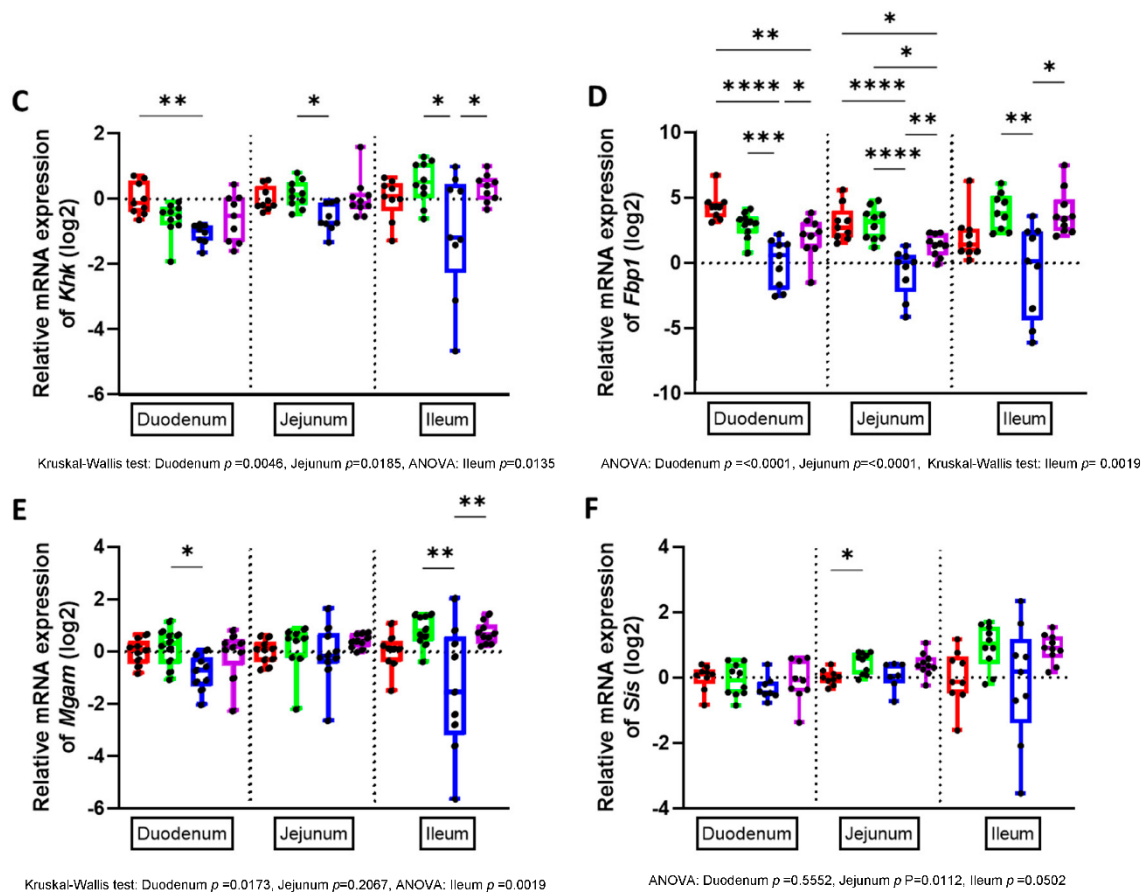 C
Relative mRNA expression
of Khk (log2)
2
0
-2
-4
-6
**
*
*
*
Duodenum
Jejunum
Ileum
Kruskal-Wallis test: Duodenum p =0.0046, Jejunum p=0.0185, ANOVA: Ileum p=0.0135
D
Relative mRNA expression
of Fbp1 (log2)
10
5
0
-5
-10
**
****
*
***
*
*
****
**
****
*
**
Duodenum
Jejunum
Ileum
ANOVA: Duodenum p =<0.0001, Jejunum p=<0.0001, Kruskal-Wallis test: Ileum p= 0.0019
E
Relative mRNA expression
of Mgam (log2)
4
2
0
-2
-4
-6
*
**
**
Duodenum
Jejunum
Ileum
Kruskal-Wallis test: Duodenum p =0.0173, Jejunum p=0.2067, ANOVA: Ileum p =0.0019
F
Relative mRNA expression
of Sis (log2)
4
2
0
-2
-4
*
Duodenum
Jejunum
Ileum
ANOVA: Duodenum p =0.5552, Jejunum p P=0.0112, Ileum p =0.0502